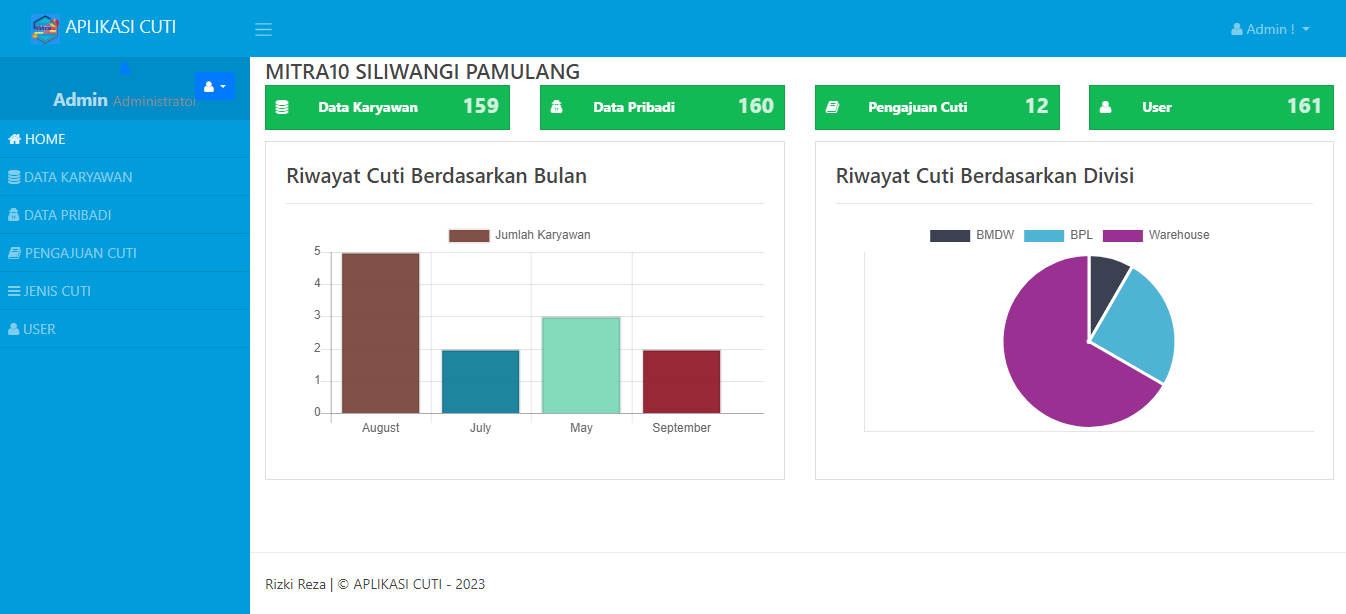 APLIKASI CUTI
Admin !
Admin Administrator
HOME
DATA KARYAWAN
DATA PRIBADI
PENGAJUAN CUTI
JENIS CUTI
USER
MITRA10 SILIWANGI PAMULANG
Data Karyawan 159
Data Pribadi 160
Pengajuan Cuti 12
User 161
Riwayat Cuti Berdasarkan Bulan
Jumlah Karyawan
5
4
3
2
1
0
August July May September
Riwayat Cuti Berdasarkan Divisi
BMDW BPL Warehouse
Rizki Reza | © APLIKASI CUTI - 2023